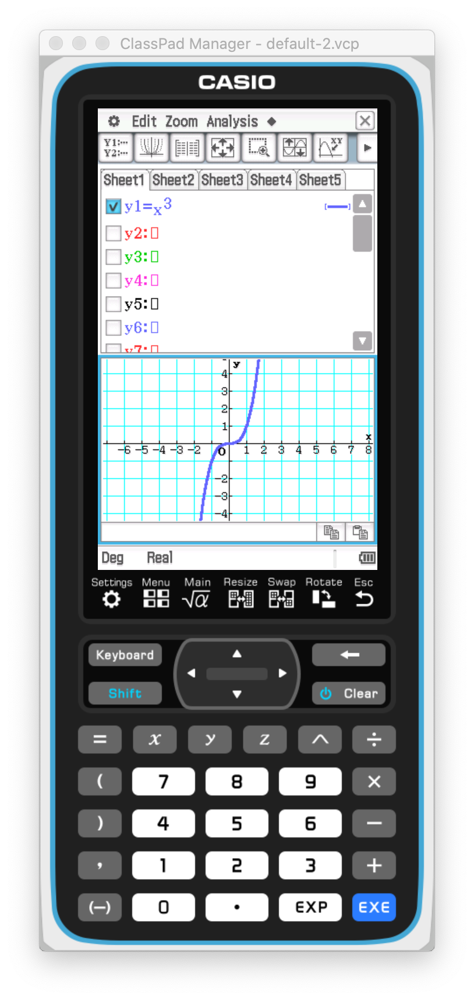 ClassPad Manager - default-2.vcp
CASIO
Edit Zoom Analysis
Y1:··· Y2:··· XY
Sheet1 Sheet2 Sheet3 Sheet4 Sheet5
y1=x³
y2:
y3:
y4:
y5:
y6:
y7:
y
4
3
2
1
x
-6 -5 -4 -3 -2 0 1 2 3 4 5 6 7 8
-2
-3
-4
Deg Real
Settings Menu Main Resize Swap Rotate Esc
√α
Keyboard
Shift Clear
= x y z ^ ÷
( 7 8 9 ×
) 4 5 6 −
, 1 2 3 +
(−) 0 • EXP EXE